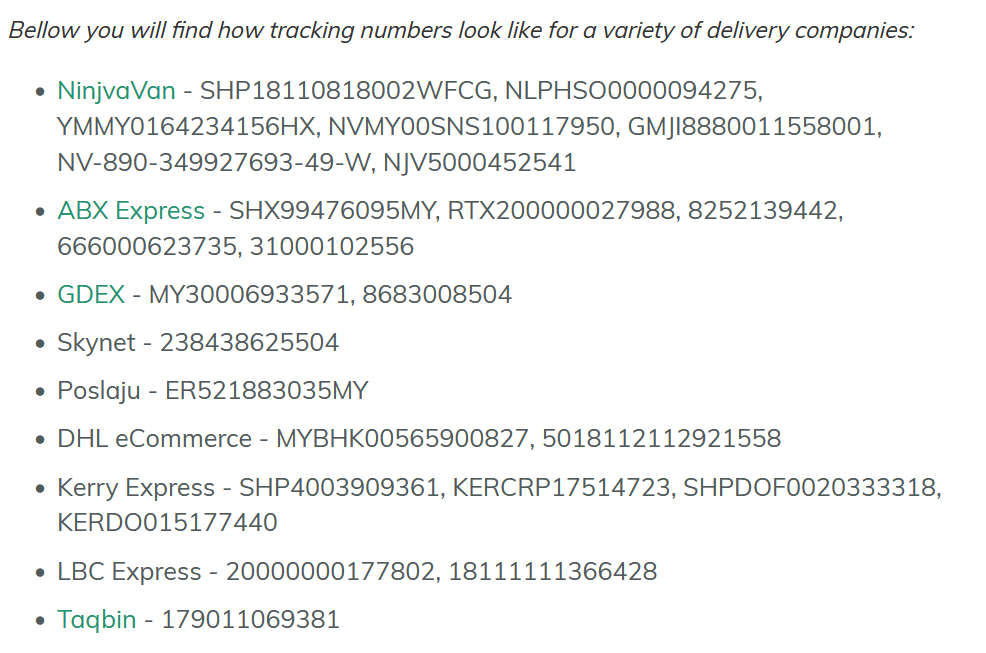 Bellow you will find how tracking numbers look like for a variety of delivery companies:
• NinjvaVan - SHP18110818002WFCG, NLPHSO0000094275,
YMMY0164234156HX, NVMY00SNS100117950, GMJI8880011558001,
NV-890-349927693-49-W, NJV5000452541
• ABX Express - SHX99476095MY, RTX200000027988, 8252139442,
666000623735, 31000102556
• GDEX - MY30006933571, 8683008504
• Skynet - 238438625504
• Poslaju - ER521883035MY
• DHL eCommerce - MYBHK00565900827, 5018112112921558
• Kerry Express - SHP4003909361, KERCRP17514723, SHPDOF0020333318,
KERDO015177440
• LBC Express - 20000000177802, 18111111366428
• Taqbin - 179011069381